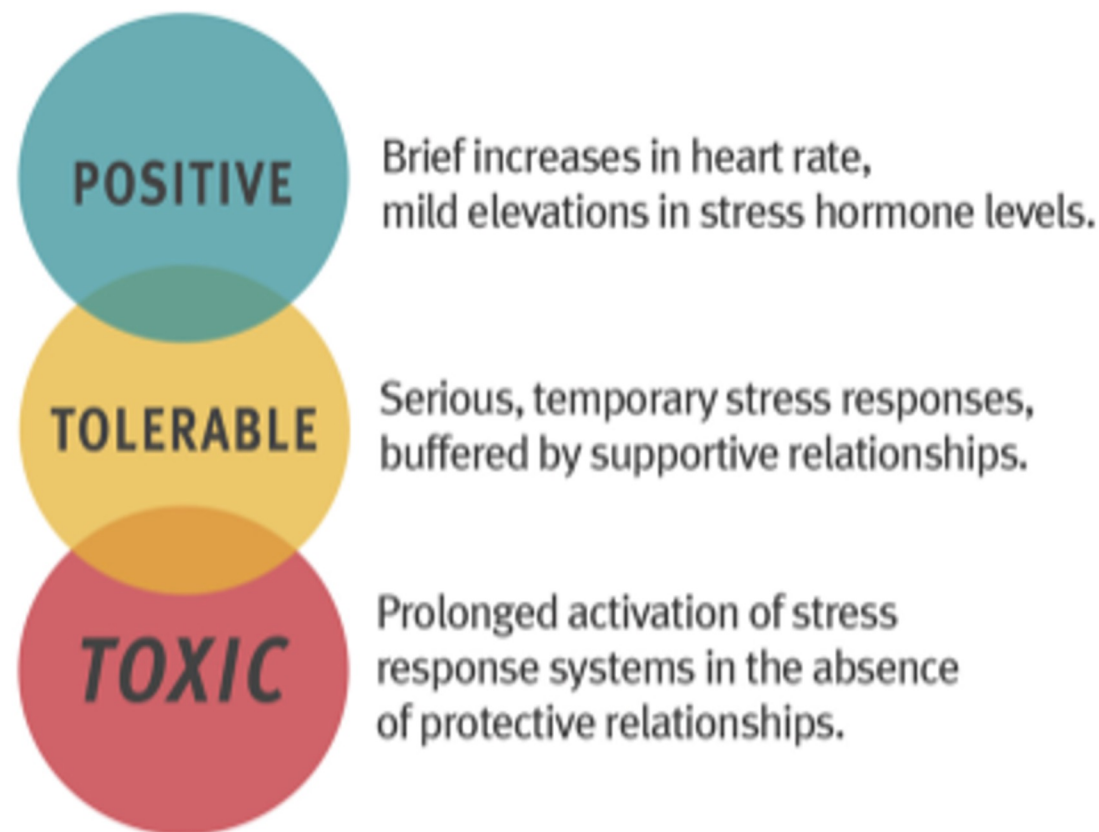 POSITIVE
Brief increases in heart rate,
mild elevations in stress hormone levels.
TOLERABLE
Serious, temporary stress responses,
buffered by supportive relationships.
TOXIC
Prolonged activation of stress
response systems in the absence
of protective relationships.